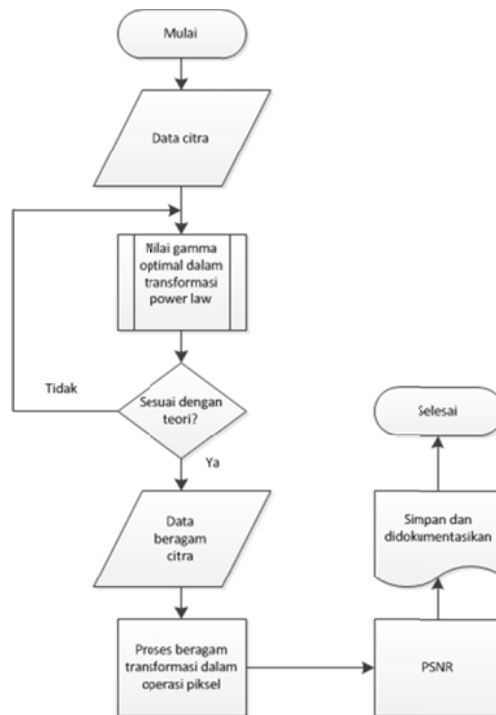 Mulai
Data citra
Nilai gamma
optimal dalam
transformasi
power law
Sesuai dengan
teori?
Tidak
Ya
Data
beragam
citra
Proses beragam
transformasi dalam
operasi piksel
PSNR
Simpan dan
didokumentasikan
Selesai